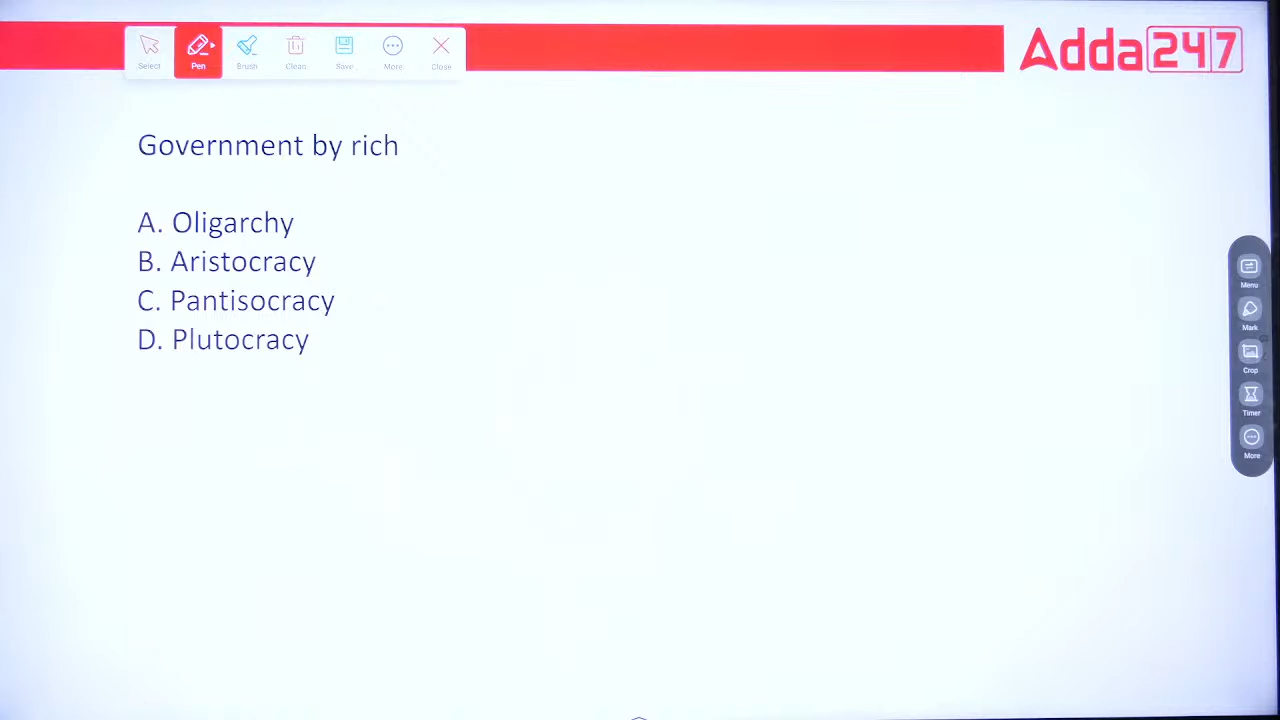 Select
Pen
Brush
Clean
Save
More
Close
Adda247
Government by rich
A. Oligarchy
B. Aristocracy
C. Pantisocracy
D. Plutocracy
Menu
Mark
Crop
Timer
More